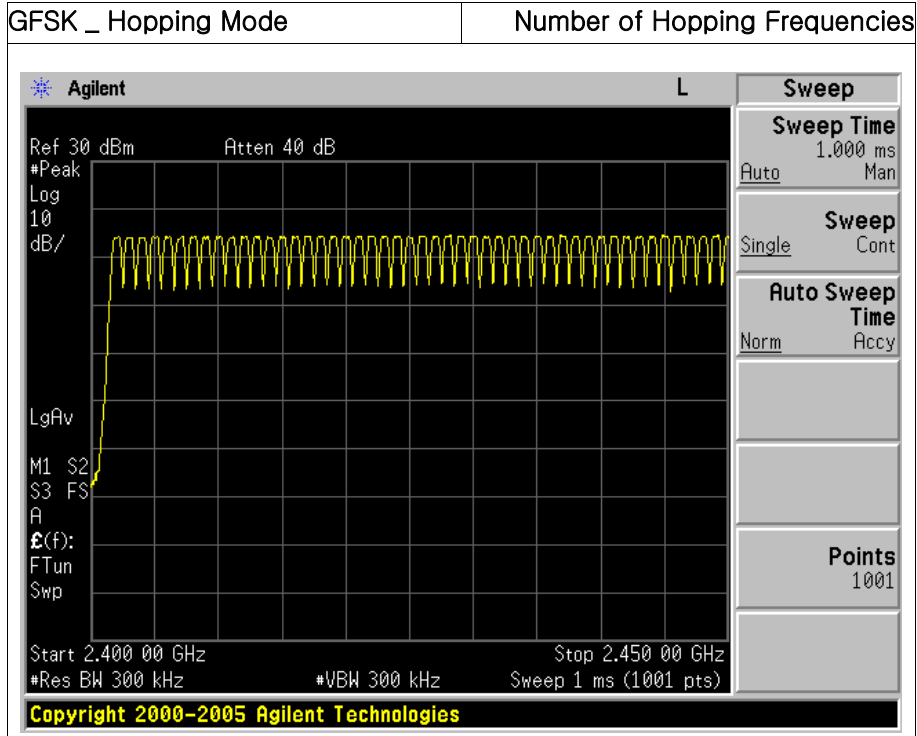 GFSK _ Hopping Mode
Number of Hopping Frequencies
Agilent
L
Sweep
Ref 30 dBm
Atten 40 dB
#Peak
Log
10
dB/
LgAv
M1 S2
S3 FS
A
£(f):
FTun
Swp
Start 2.400 00 GHz
Stop 2.450 00 GHz
#Res BW 300 kHz
#VBW 300 kHz
Sweep 1 ms (1001 pts)
Copyright 2000-2005 Agilent Technologies
Sweep Time
1.000 ms
Auto Man
Sweep
Single Cont
Auto Sweep
Time
Norm Accy
Points
1001